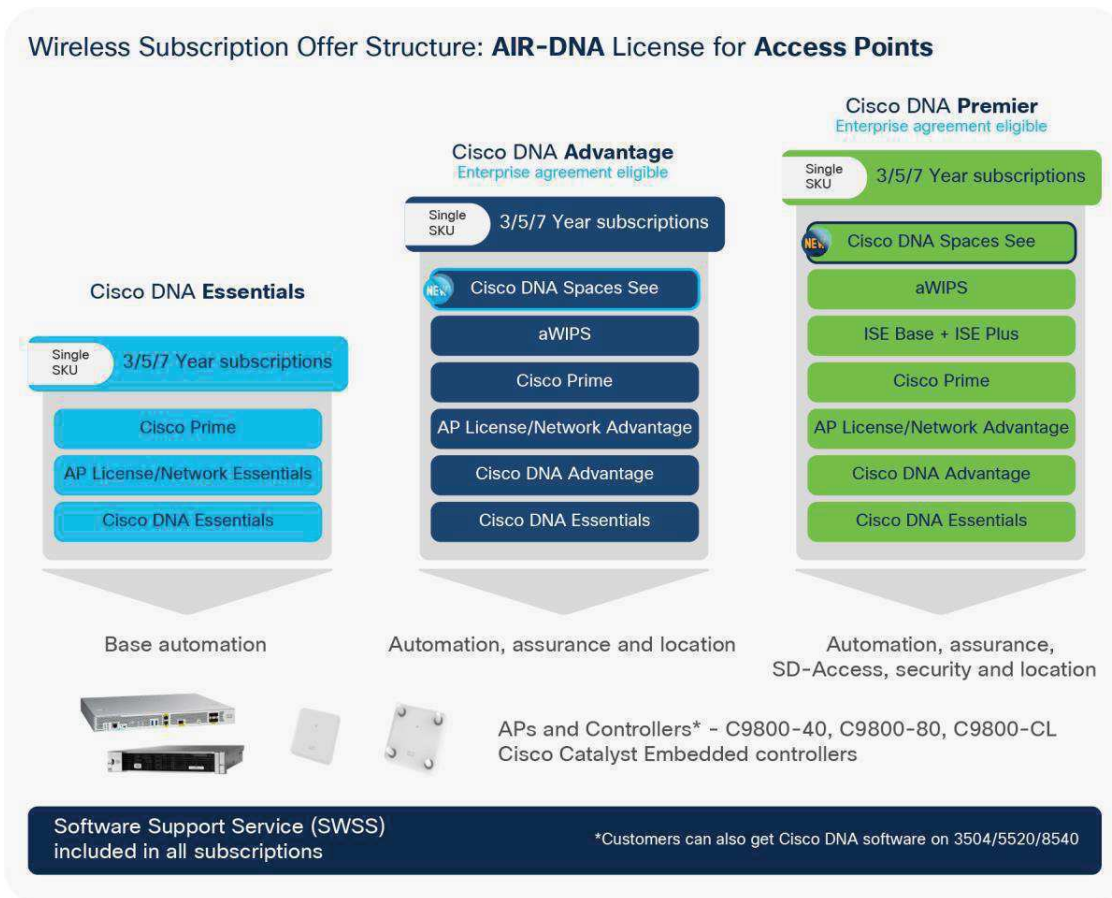 Wireless Subscription Offer Structure: AIR-DNA License for Access Points
Cisco DNA Essentials
Single
SKU
3/5/7 Year subscriptions
Cisco Prime
AP License/Network Essentials
Cisco DNA Essentials
Base automation
Cisco DNA Advantage
Enterprise agreement eligible
Single
SKU
3/5/7 Year subscriptions
NEW
Cisco DNA Spaces See
aWIPS
Cisco Prime
AP License/Network Advantage
Cisco DNA Advantage
Cisco DNA Essentials
Automation, assurance and location
Cisco DNA Premier
Enterprise agreement eligible
Single
SKU
3/5/7 Year subscriptions
NEW
Cisco DNA Spaces See
aWIPS
ISE Base + ISE Plus
Cisco Prime
AP License/Network Advantage
Cisco DNA Advantage
Cisco DNA Essentials
Automation, assurance,
SD-Access, security and location
APs and Controllers* - C9800-40, C9800-80, C9800-CL
Cisco Catalyst Embedded controllers
Software Support Service (SWSS)
included in all subscriptions
*Customers can also get Cisco DNA software on 3504/5520/8540